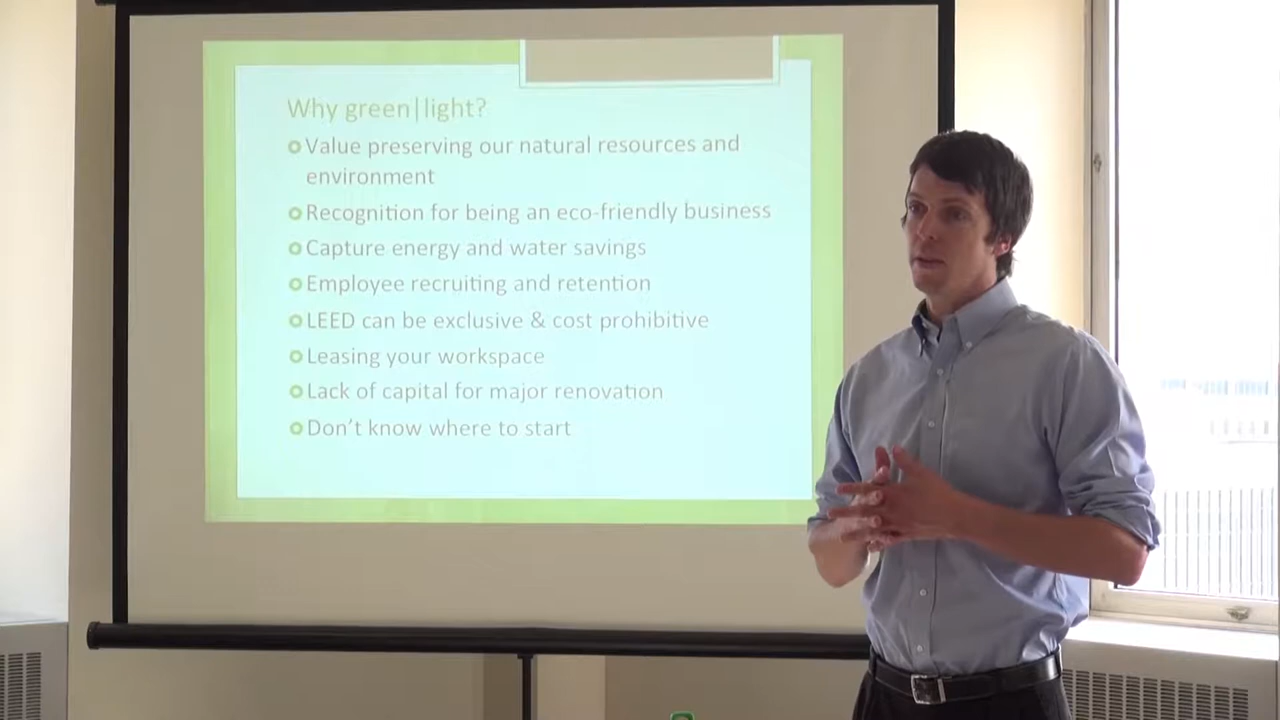 Why green|light?
Value preserving our natural resources and
environment
Recognition for being an eco-friendly business
Capture energy and water savings
Employee recruiting and retention
LEED can be exclusive & cost prohibitive
Leasing your workspace
Lack of capital for major renovation
Don't know where to start